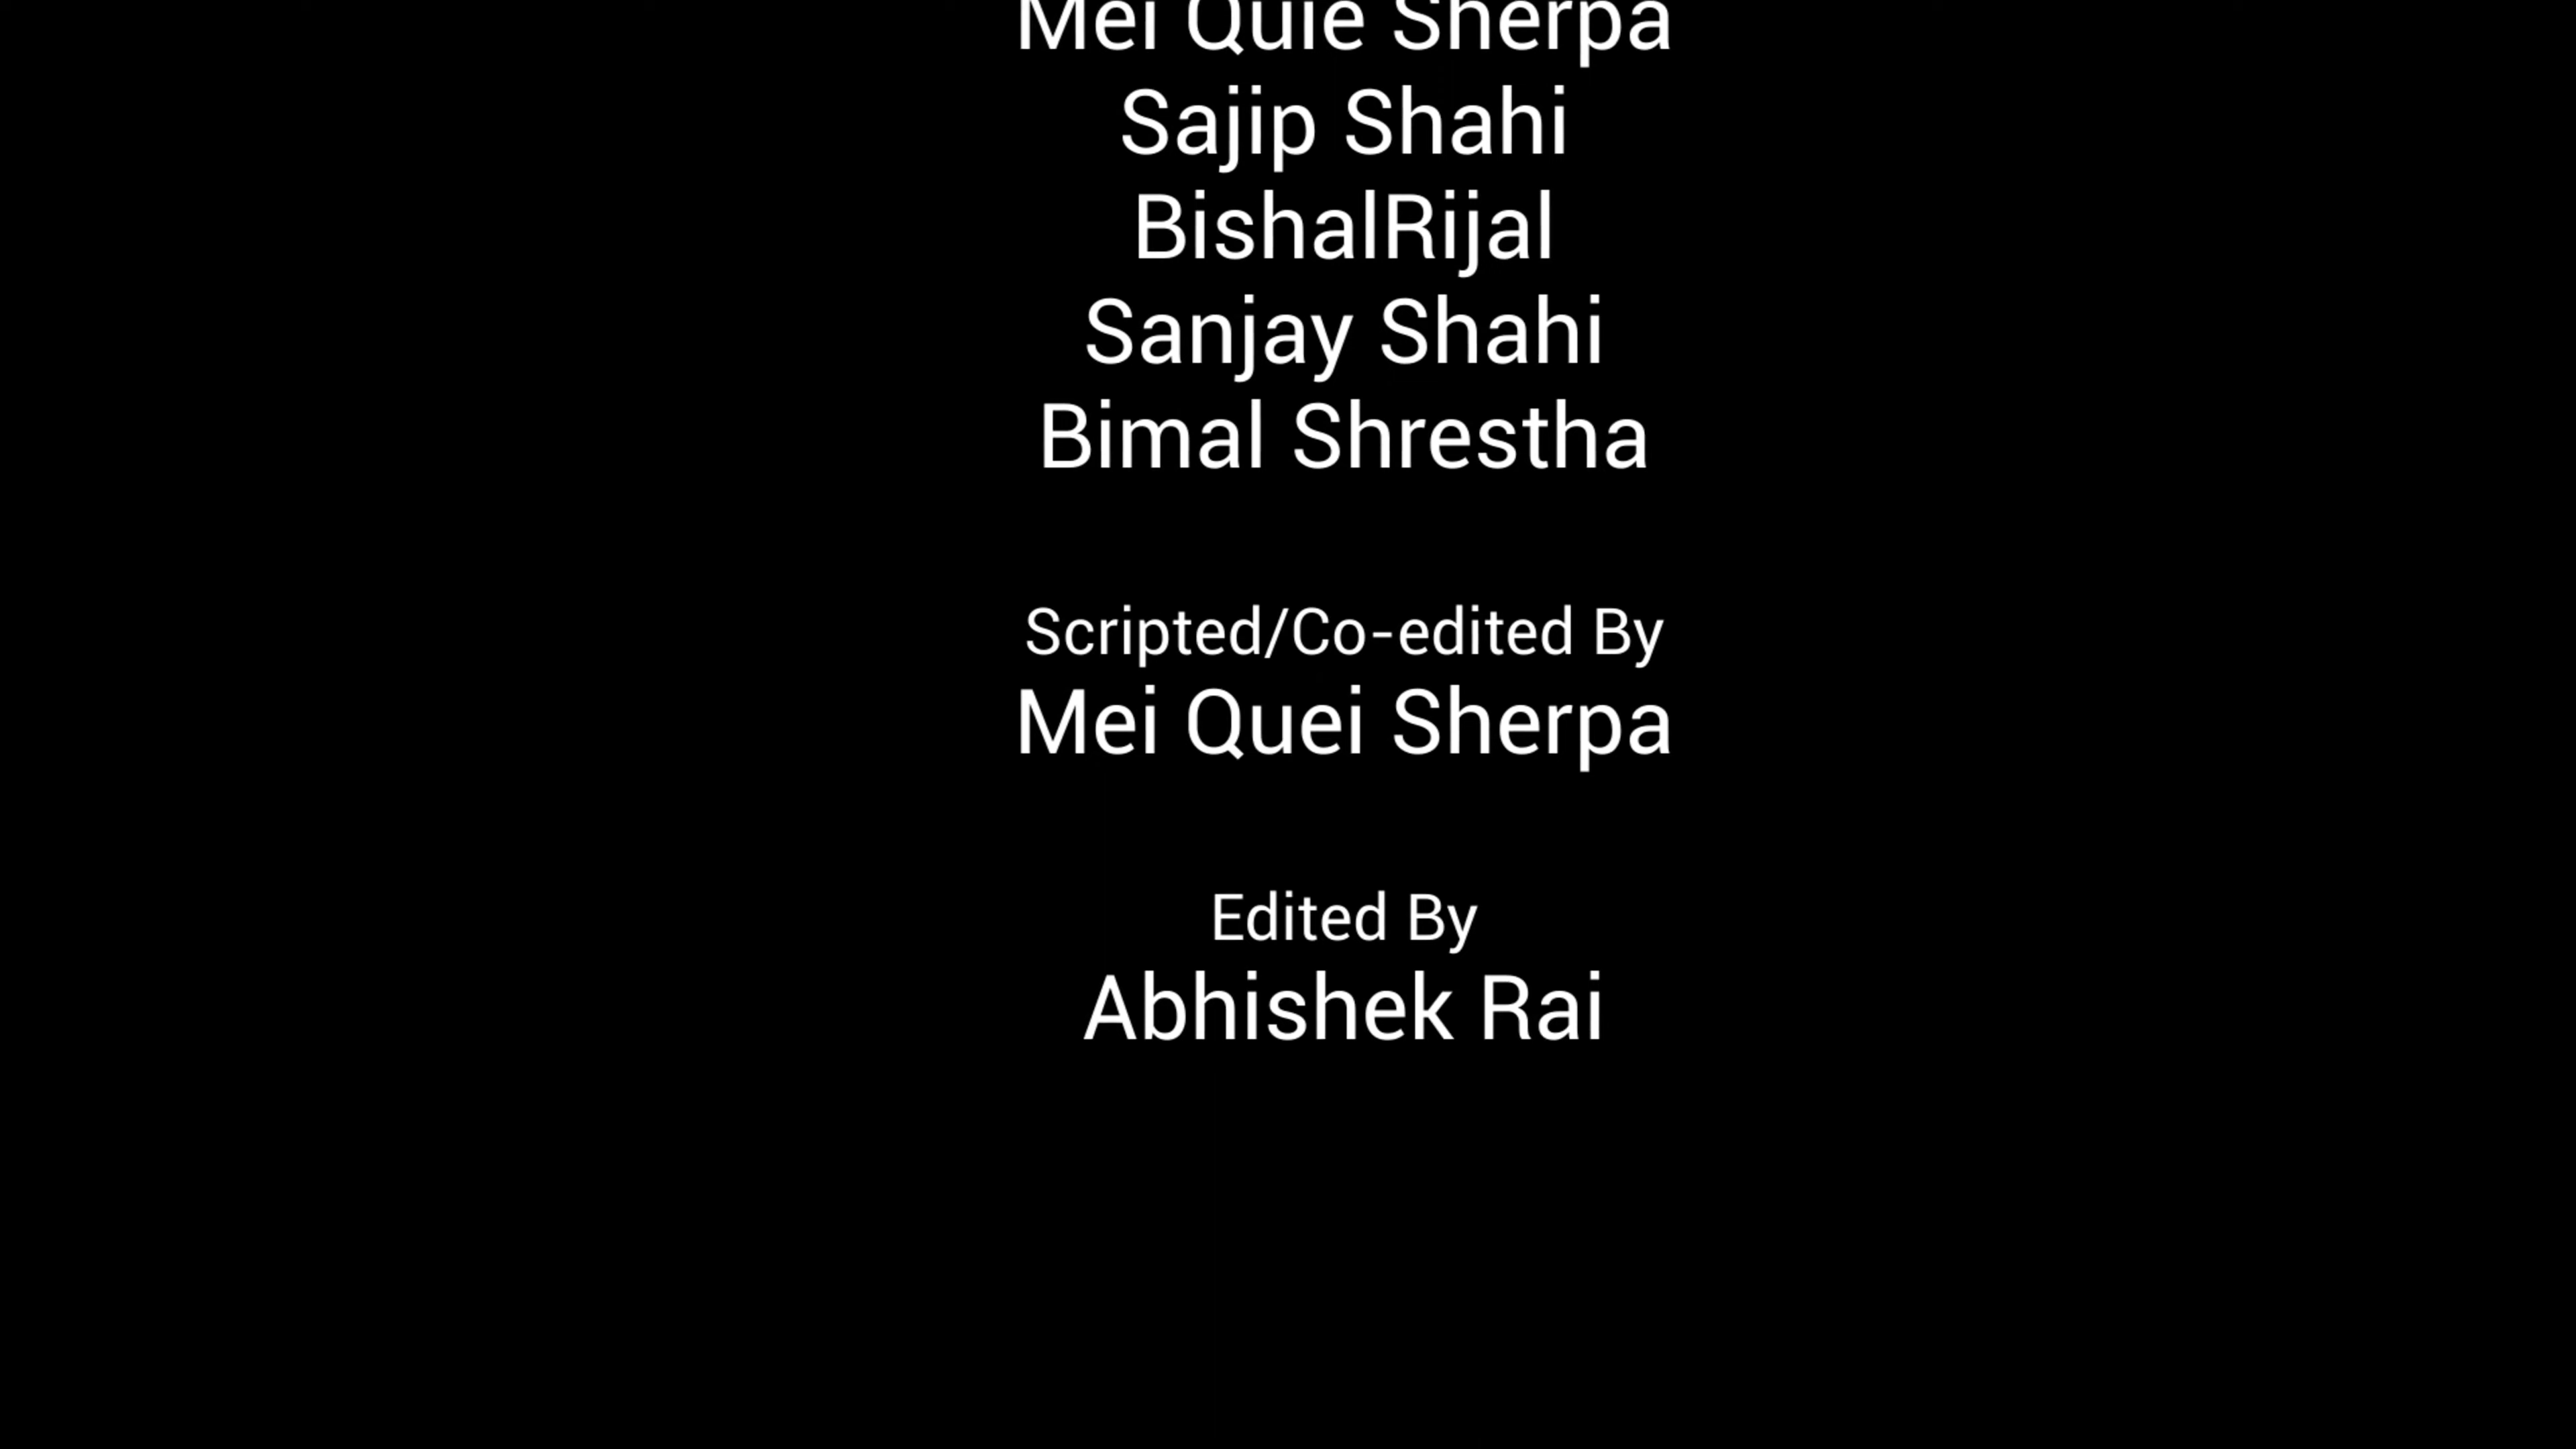 Mei Quie Sherpa
Sajip Shahi
BishalRijal
Sanjay Shahi
Bimal Shrestha
Scripted/Co-edited By
Mei Quei Sherpa
Edited By
Abhishek Rai